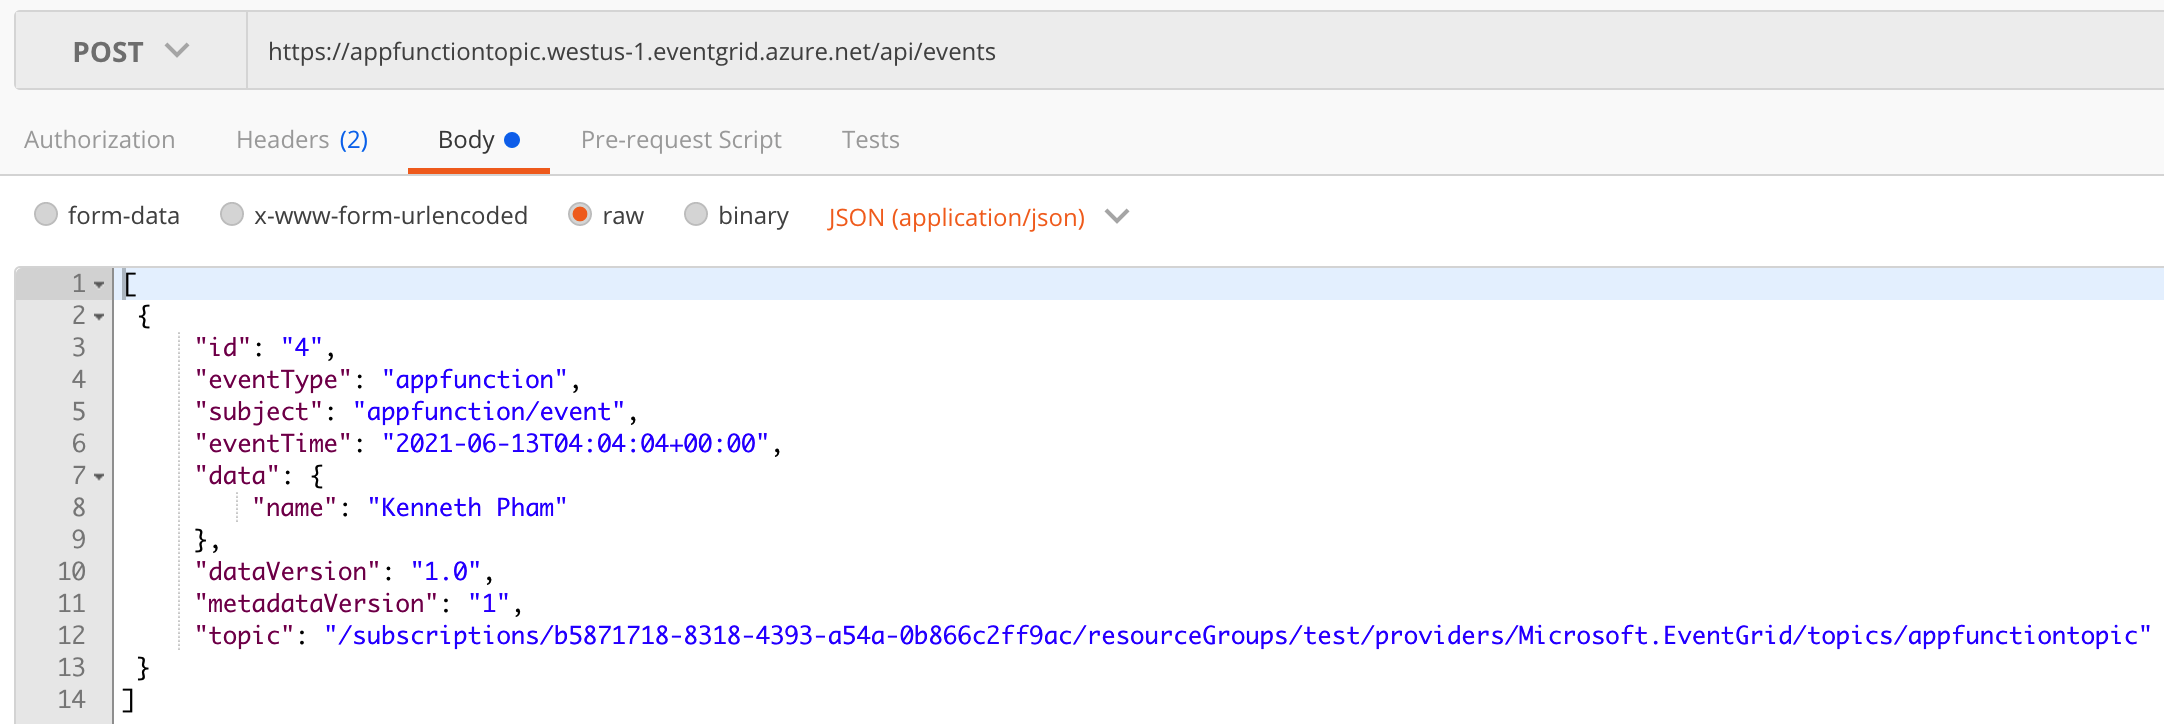 POST https://appfunctiontopic.westus-1.eventgrid.azure.net/api/events
Authorization Headers (2) Body Pre-request Script Tests
form-data x-www-form-urlencoded raw binary JSON (application/json)
1 [
2 {
3 "id": "4",
4 "eventType": "appfunction",
5 "subject": "appfunction/event",
6 "eventTime": "2021-06-13T04:04:04+00:00",
7 "data": {
8 "name": "Kenneth Pham"
9 },
10 "dataVersion": "1.0",
11 "metadataVersion": "1",
12 "topic": "/subscriptions/b5871718-8318-4393-a54a-0b866c2ff9ac/resourceGroups/test/providers/Microsoft.EventGrid/topics/appfunctiontopic"
13 }
14 ]